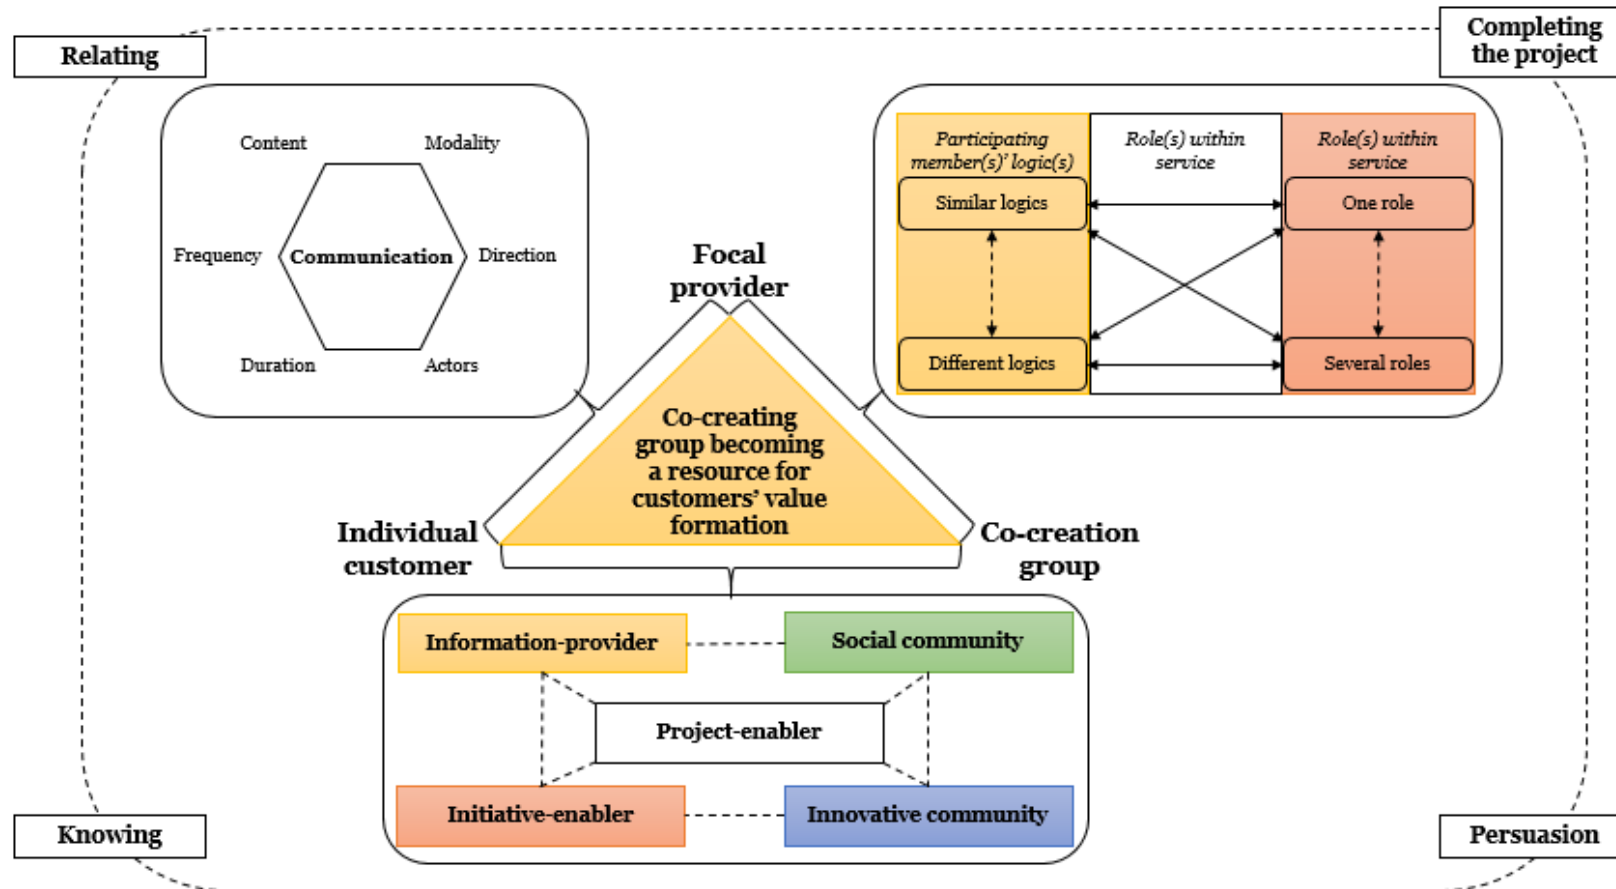 Relating
Completing
the project
Content
Modality
Frequency
Communication
Direction
Duration
Actors
Participating
member(s)' logic(s)
Role(s) within
service
Role(s) within
service
Similar logics
One role
Different logics
Several roles
Focal
provider
Co-creating
group becoming
a resource for
customers' value
formation
Individual
customer
Co-creation
group
Information-provider
Social community
Project-enabler
Initiative-enabler
Innovative community
Knowing
Persuasion